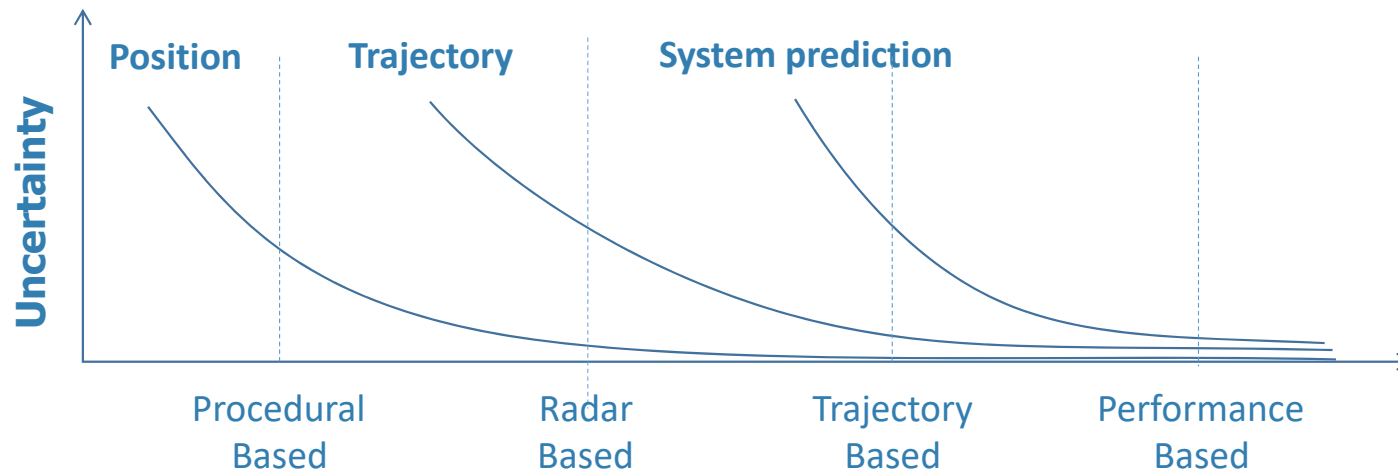 Position
Trajectory
System prediction
Uncertainty
Procedural
Based
Radar
Based
Trajectory
Based
Performance
Based